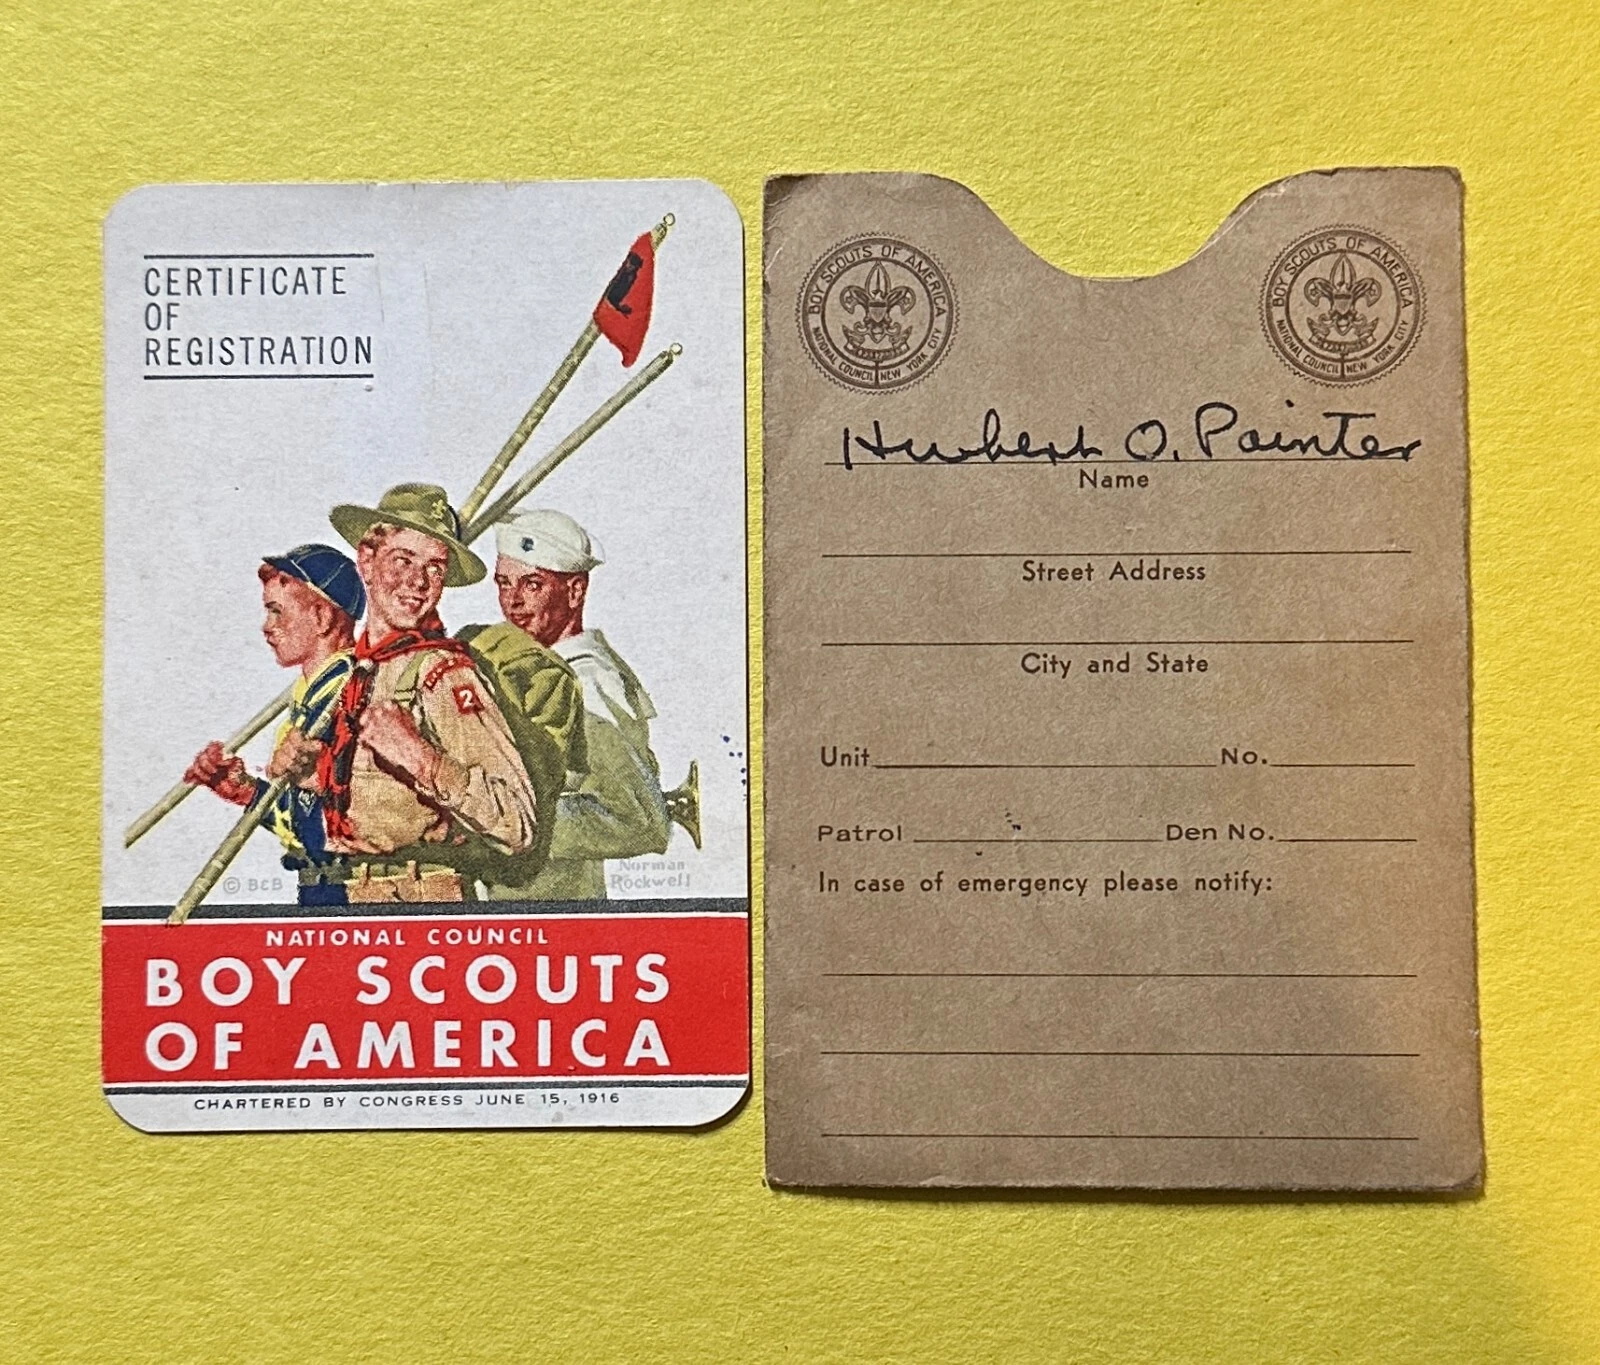 CERTIFICATE
OF
REGISTRATION
2
© B&B
Norman
Rockwell
NATIONAL COUNCIL
BOY SCOUTS
OF AMERICA
CHARTERED BY CONGRESS JUNE 15, 1916
BOY SCOUTS OF AMERICA
NATIONAL COUNCIL NEW YORK CITY
BOY SCOUTS OF AMERICA
NATIONAL COUNCIL NEW YORK CITY
Hubert O. Painter
Name
Street Address
City and State
Unit No.
Patrol Den No.
In case of emergency please notify: